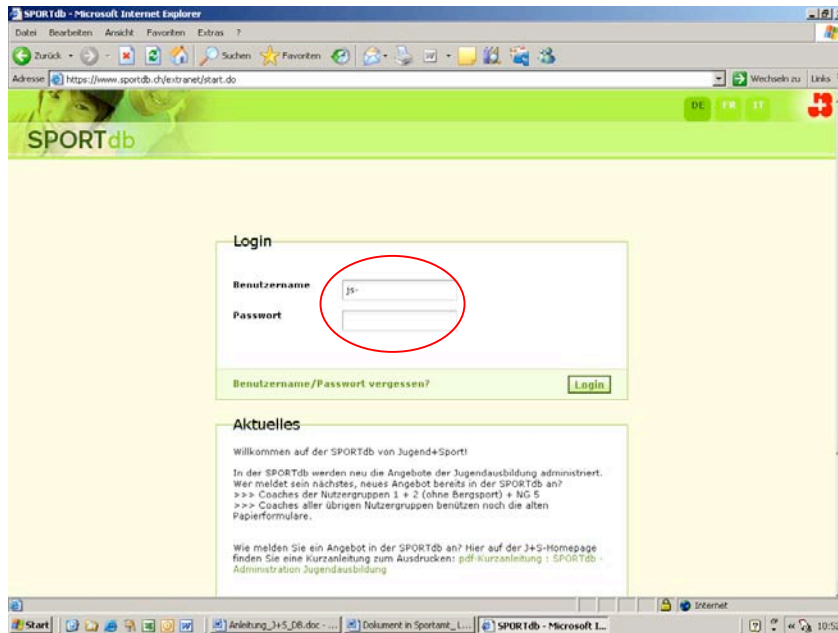 SPORTdb - Microsoft Internet Explorer
Datei Bearbeiten Ansicht Favoriten Extras ?
Zurück Suchen Favoriten
Adresse https://www.sportdb.ch/extranet/start.do Wechseln zu Links
DE FR IT
SPORTdb
Login
Benutzername js-
Passwort
Benutzername/Passwort vergessen? Login
Aktuelles
Willkommen auf der SPORTdb von Jugend+Sport!
In der SPORTdb werden neu die Angebote der Jugendausbildung administriert.
Wer meldet sein nächstes, neues Angebot bereits in der SPORTdb an?
>>> Coaches der Nutzergruppen 1 + 2 (ohne Bergsport) + NG 5
>>> Coaches aller übrigen Nutzergruppen benützen noch die alten
Papierformulare.
Wie melden Sie ein Angebot in der SPORTdb an? Hier auf der J+S-Homepage
finden Sie eine Kurzanleitung zum Ausdrucken: pdf-Kurzanleitung : SPORTdb -
Administration Jugendausbildung
Internet
Start Anleitung_J+S_DB.doc - ... Dokument in Sportamt_L... SPORTdb - Microsoft I...